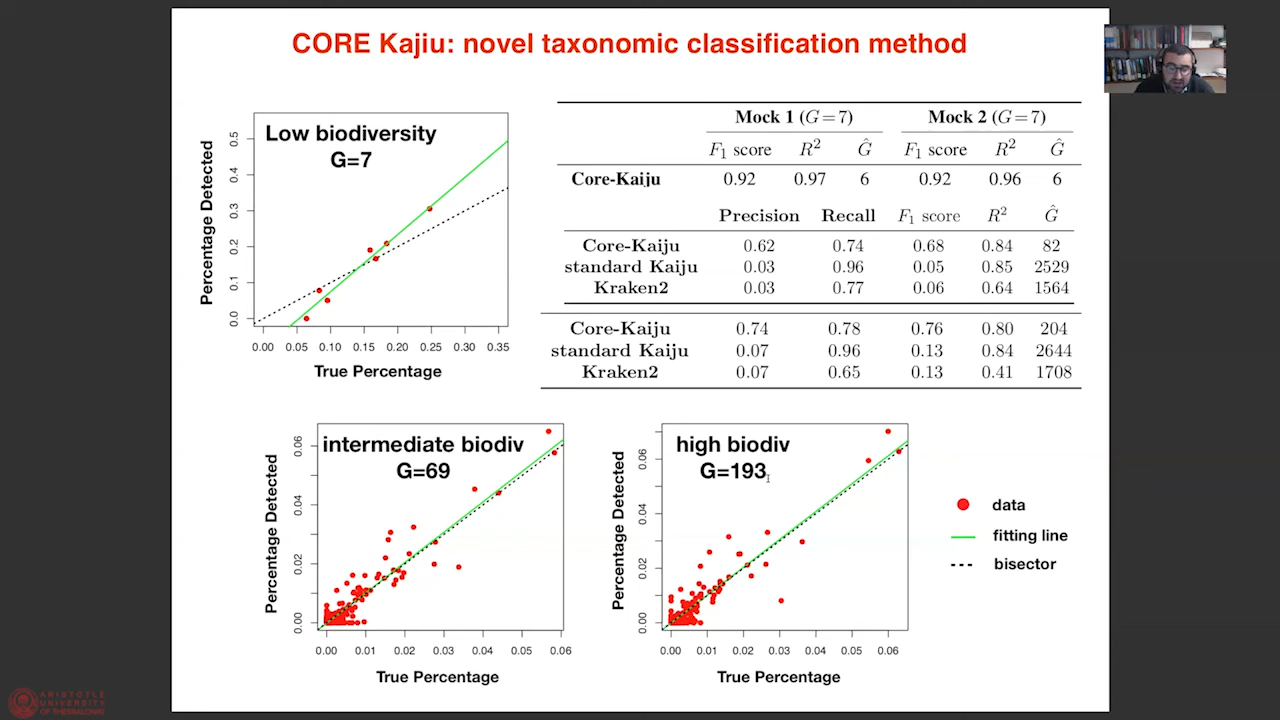 CORE Kajiu: novel taxonomic classification method
Low biodiversity
G=7
Percentage Detected
0.0 0.1 0.2 0.3 0.4 0.5
0.00 0.05 0.10 0.15 0.20 0.25 0.30 0.35
True Percentage
Mock 1 (G=7) Mock 2 (G=7)
F₁ score R² Ĝ F₁ score R² Ĝ
Core-Kaiju 0.92 0.97 6 0.92 0.96 6
Precision Recall F₁ score R² Ĝ
Core-Kaiju 0.62 0.74 0.68 0.84 82
standard Kaiju 0.03 0.96 0.05 0.85 2529
Kraken2 0.03 0.77 0.06 0.64 1564
Core-Kaiju 0.74 0.78 0.76 0.80 204
standard Kaiju 0.07 0.96 0.13 0.84 2644
Kraken2 0.07 0.65 0.13 0.41 1708
intermediate biodiv
G=69
Percentage Detected
0.00 0.02 0.04 0.06
0.00 0.01 0.02 0.03 0.04 0.05 0.06
True Percentage
high biodiv
G=193
Percentage Detected
0.00 0.02 0.04 0.06
0.00 0.01 0.02 0.03 0.04 0.05 0.06
True Percentage
data
fitting line
bisector
ARISTOTLE
UNIVERSITY
OF THESSALONIKI